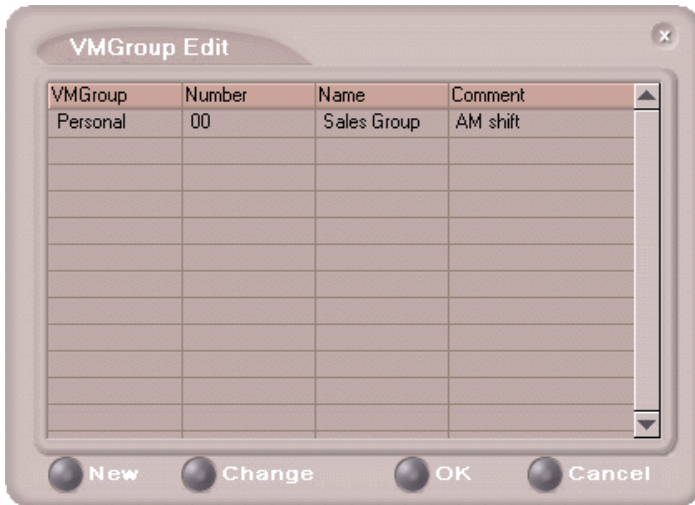 VMGroup Edit
x
VMGroup Number Name Comment
Personal 00 Sales Group AM shift
New Change OK Cancel